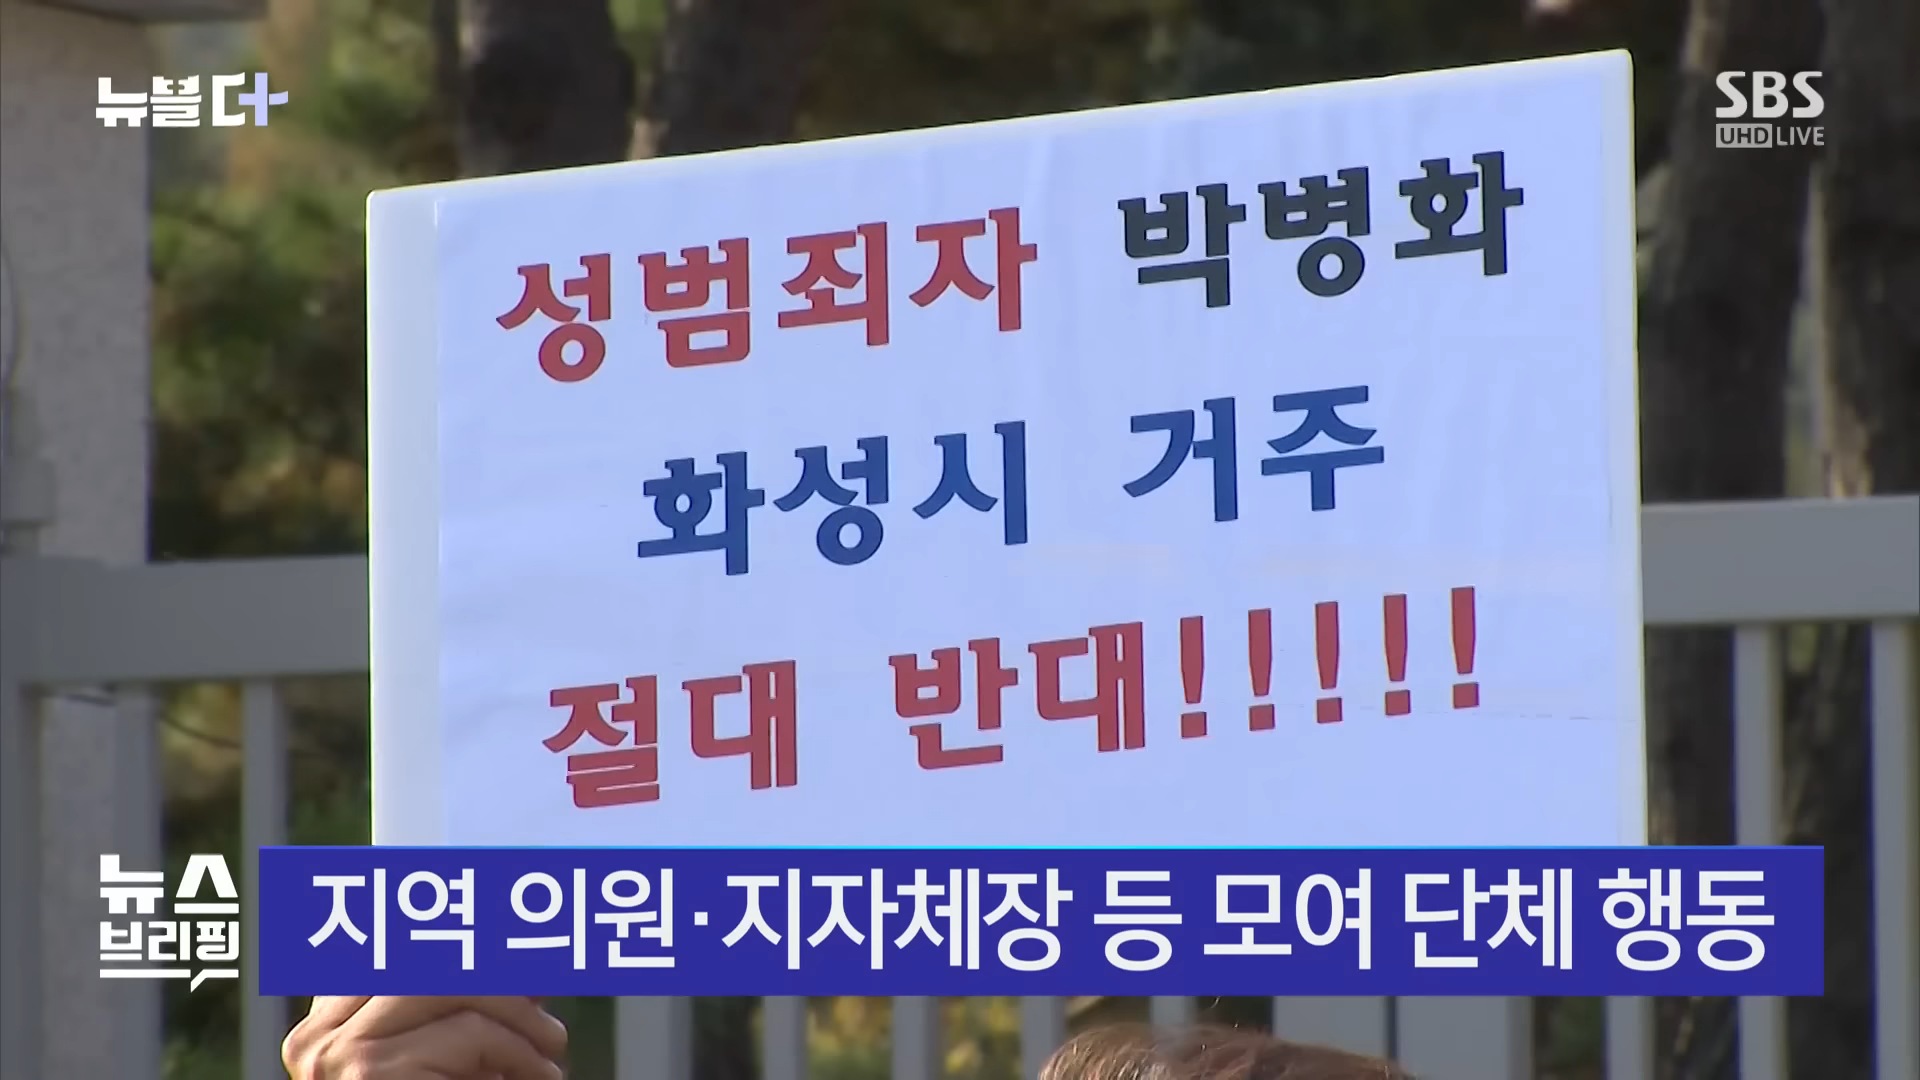 뉴블더
SBS
UHD LIVE
성범죄자 박병화
화성시 거주
절대 반대!!!!!
뉴스
브리핑
지역 의원·지자체장 등 모여 단체 행동